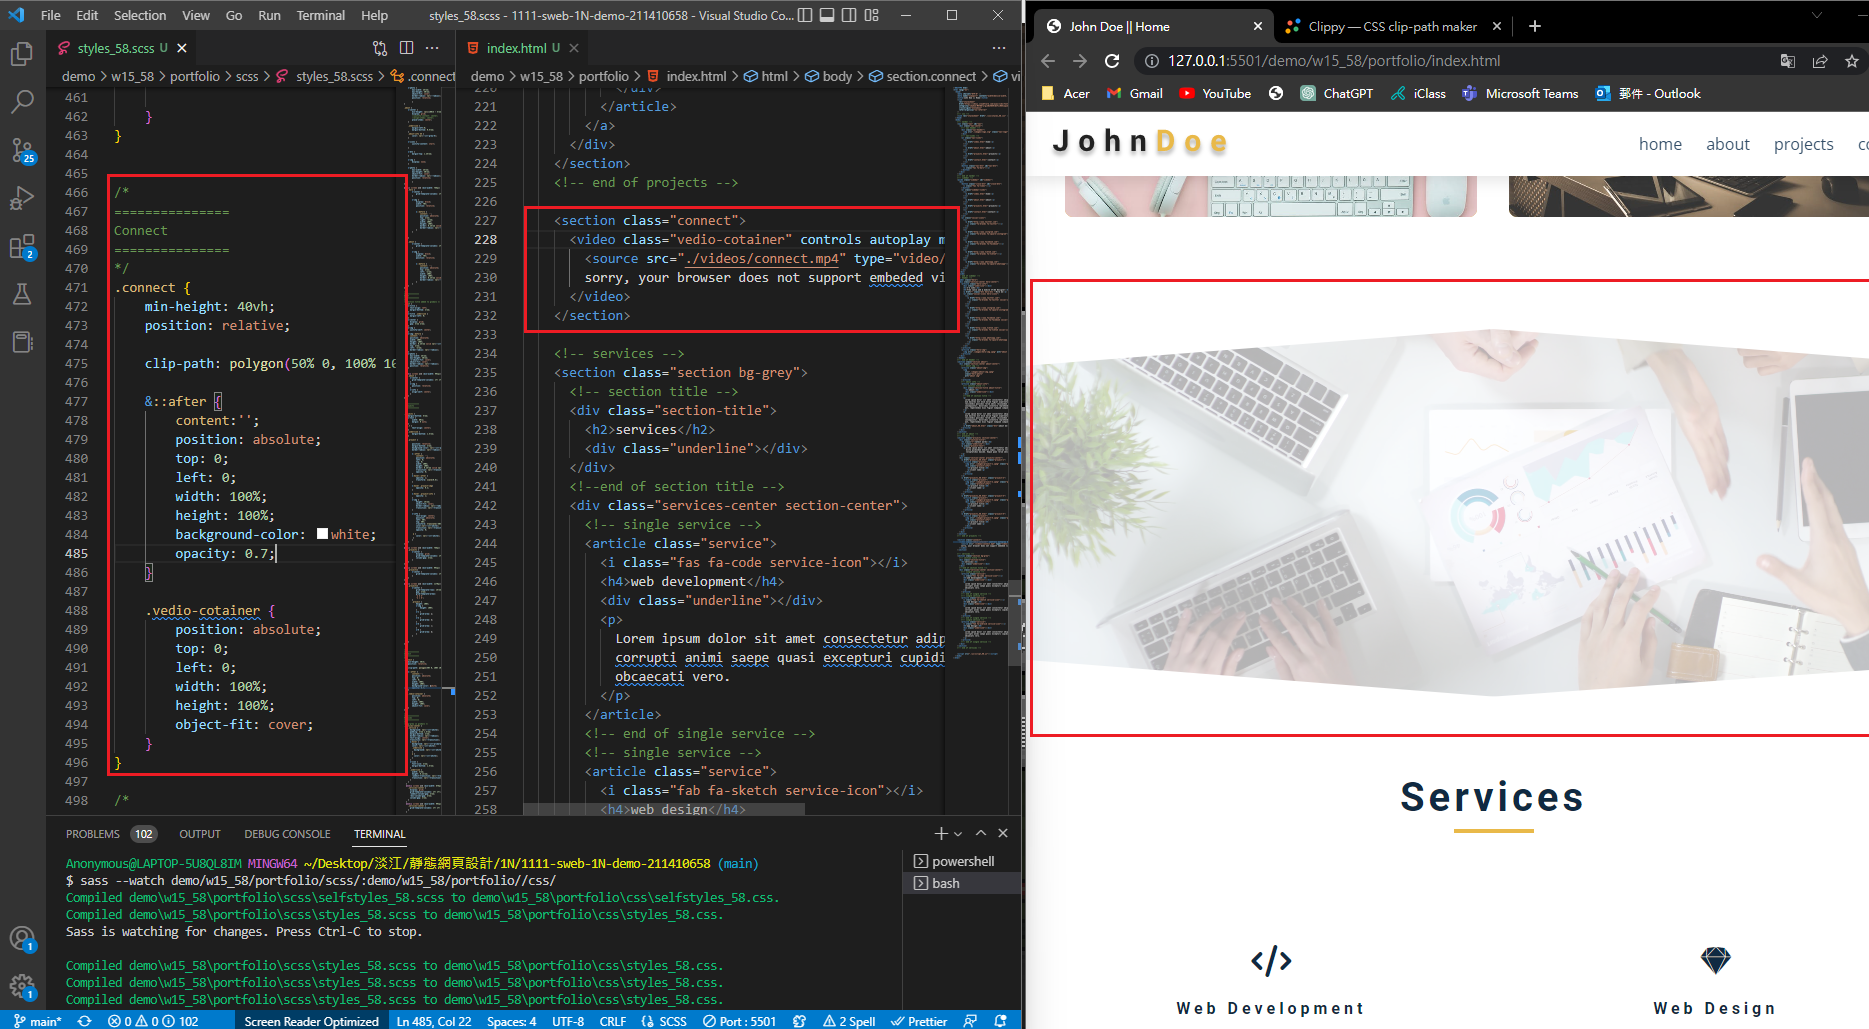 File Edit Selection View Go Run Terminal Help styles_58.scss - 1111-sweb-1N-demo-211410658 - Visual Studio Co...
styles_58.scss U
demo > w15_58 > portfolio > scss > styles_58.scss > .connect
461
462 }
463 }
464
465
466 /*
467 ===============
468 Connect
469 ===============
470 */
471 .connect {
472 min-height: 40vh;
473 position: relative;
474
475 clip-path: polygon(50% 0, 100% 10
476
477 &::after {
478 content:'';
479 position: absolute;
480 top: 0;
481 left: 0;
482 width: 100%;
483 height: 100%;
484 background-color: white;
485 opacity: 0.7;
486 }
487
488 .vedio-cotainer {
489 position: absolute;
490 top: 0;
491 left: 0;
492 width: 100%;
493 height: 100%;
494 object-fit: cover;
495 }
496 }
497
498 /*
index.html U
demo > w15_58 > portfolio > index.html > html > body > section.connect > vi
220 </div>
221 </article>
222 </a>
223 </div>
224 </section>
225 <!-- end of projects -->
226
227 <section class="connect">
228 <video class="vedio-cotainer" controls autoplay m
229 <source src="./videos/connect.mp4" type="video/
230 sorry, your browser does not support embeded vi
231 </video>
232 </section>
233
234 <!-- services -->
235 <section class="section bg-grey">
236 <!-- section title -->
237 <div class="section-title">
238 <h2>services</h2>
239 <div class="underline"></div>
240 </div>
241 <!--end of section title -->
242 <div class="services-center section-center">
243 <!-- single service -->
244 <article class="service">
245 <i class="fas fa-code service-icon"></i>
246 <h4>web development</h4>
247 <div class="underline"></div>
248 <p>
249 Lorem ipsum dolor sit amet consectetur adip
250 corrupti animi saepe quasi excepturi cupidi
251 obcaecati vero.
252 </p>
253 </article>
254 <!-- end of single service -->
255 <!-- single service -->
256 <article class="service">
257 <i class="fab fa-sketch service-icon"></i>
258 <h4>web design</h4>
25
2
1
1
PROBLEMS 102 OUTPUT DEBUG CONSOLE TERMINAL
Anonymous@LAPTOP-5U8QL8IM MINGW64 ~/Desktop/淡江/靜態網頁設計/1N/1111-sweb-1N-demo-211410658 (main)
$ sass --watch demo/w15_58/portfolio/scss/:demo/w15_58/portfolio//css/
Compiled demo\w15_58\portfolio\scss\selfstyles_58.scss to demo\w15_58\portfolio\css\selfstyles_58.css.
Compiled demo\w15_58\portfolio\scss\styles_58.scss to demo\w15_58\portfolio\css\styles_58.css.
Sass is watching for changes. Press Ctrl-C to stop.
Compiled demo\w15_58\portfolio\scss\styles_58.scss to demo\w15_58\portfolio\css\styles_58.css.
Compiled demo\w15_58\portfolio\scss\styles_58.scss to demo\w15_58\portfolio\css\styles_58.css.
Compiled demo\w15_58\portfolio\scss\styles_58.scss to demo\w15_58\portfolio\css\styles_58.css.
powershell
bash
main* 0 0 102 Screen Reader Optimized Ln 485, Col 22 Spaces: 4 UTF-8 CRLF SCSS Port : 5501 2 Spell Prettier
John Doe || Home
Clippy — CSS clip-path maker
127.0.0.1:5501/demo/w15_58/portfolio/index.html
Acer Gmail YouTube ChatGPT iClass Microsoft Teams 郵件 - Outlook
JohnDoe
home about projects co
Services
Web Development
Web Design